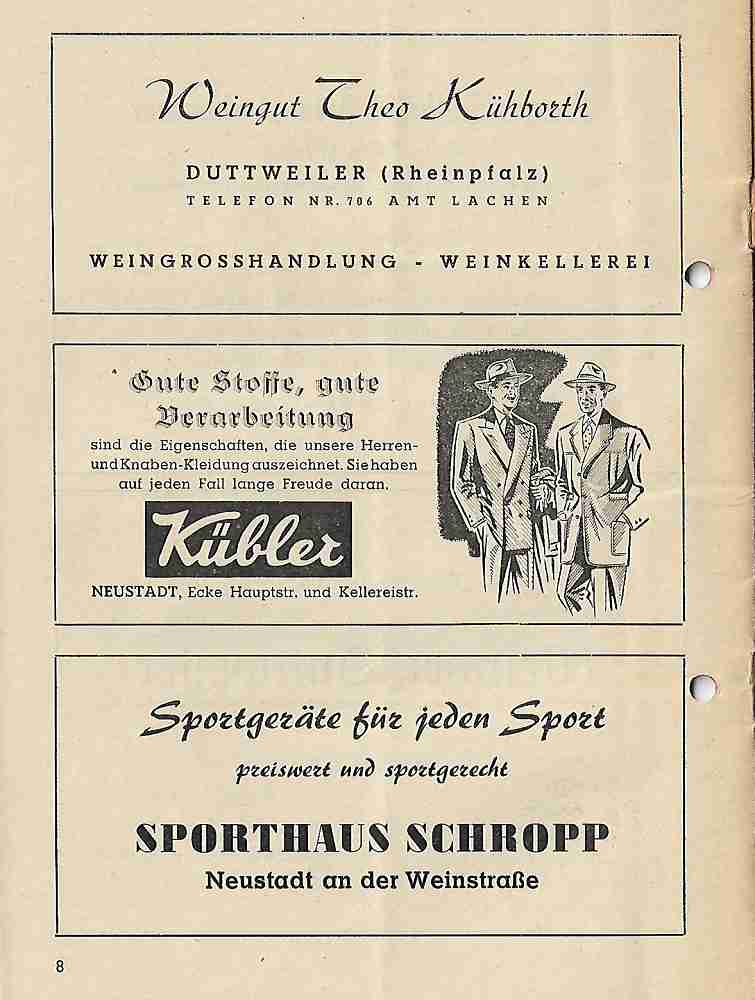 Weingut Theo Kühborth
DUTTWEILER (Rheinpfalz)
TELEFON NR. 706 AMT LACHEN
WEINGROSSHANDLUNG - WEINKELLEREI
Gute Stoffe, gute
Verarbeitung
sind die Eigenschaften, die unsere Herren-
und Knaben-Kleidung auszeichnet. Sie haben
auf jeden Fall lange Freude daran.
Kübler
NEUSTADT, Ecke Hauptstr. und Kellereistr.
Sportgeräte für jeden Sport
preiswert und sportgerecht
SPORTHAUS SCHROPP
Neustadt an der Weinstraße
8